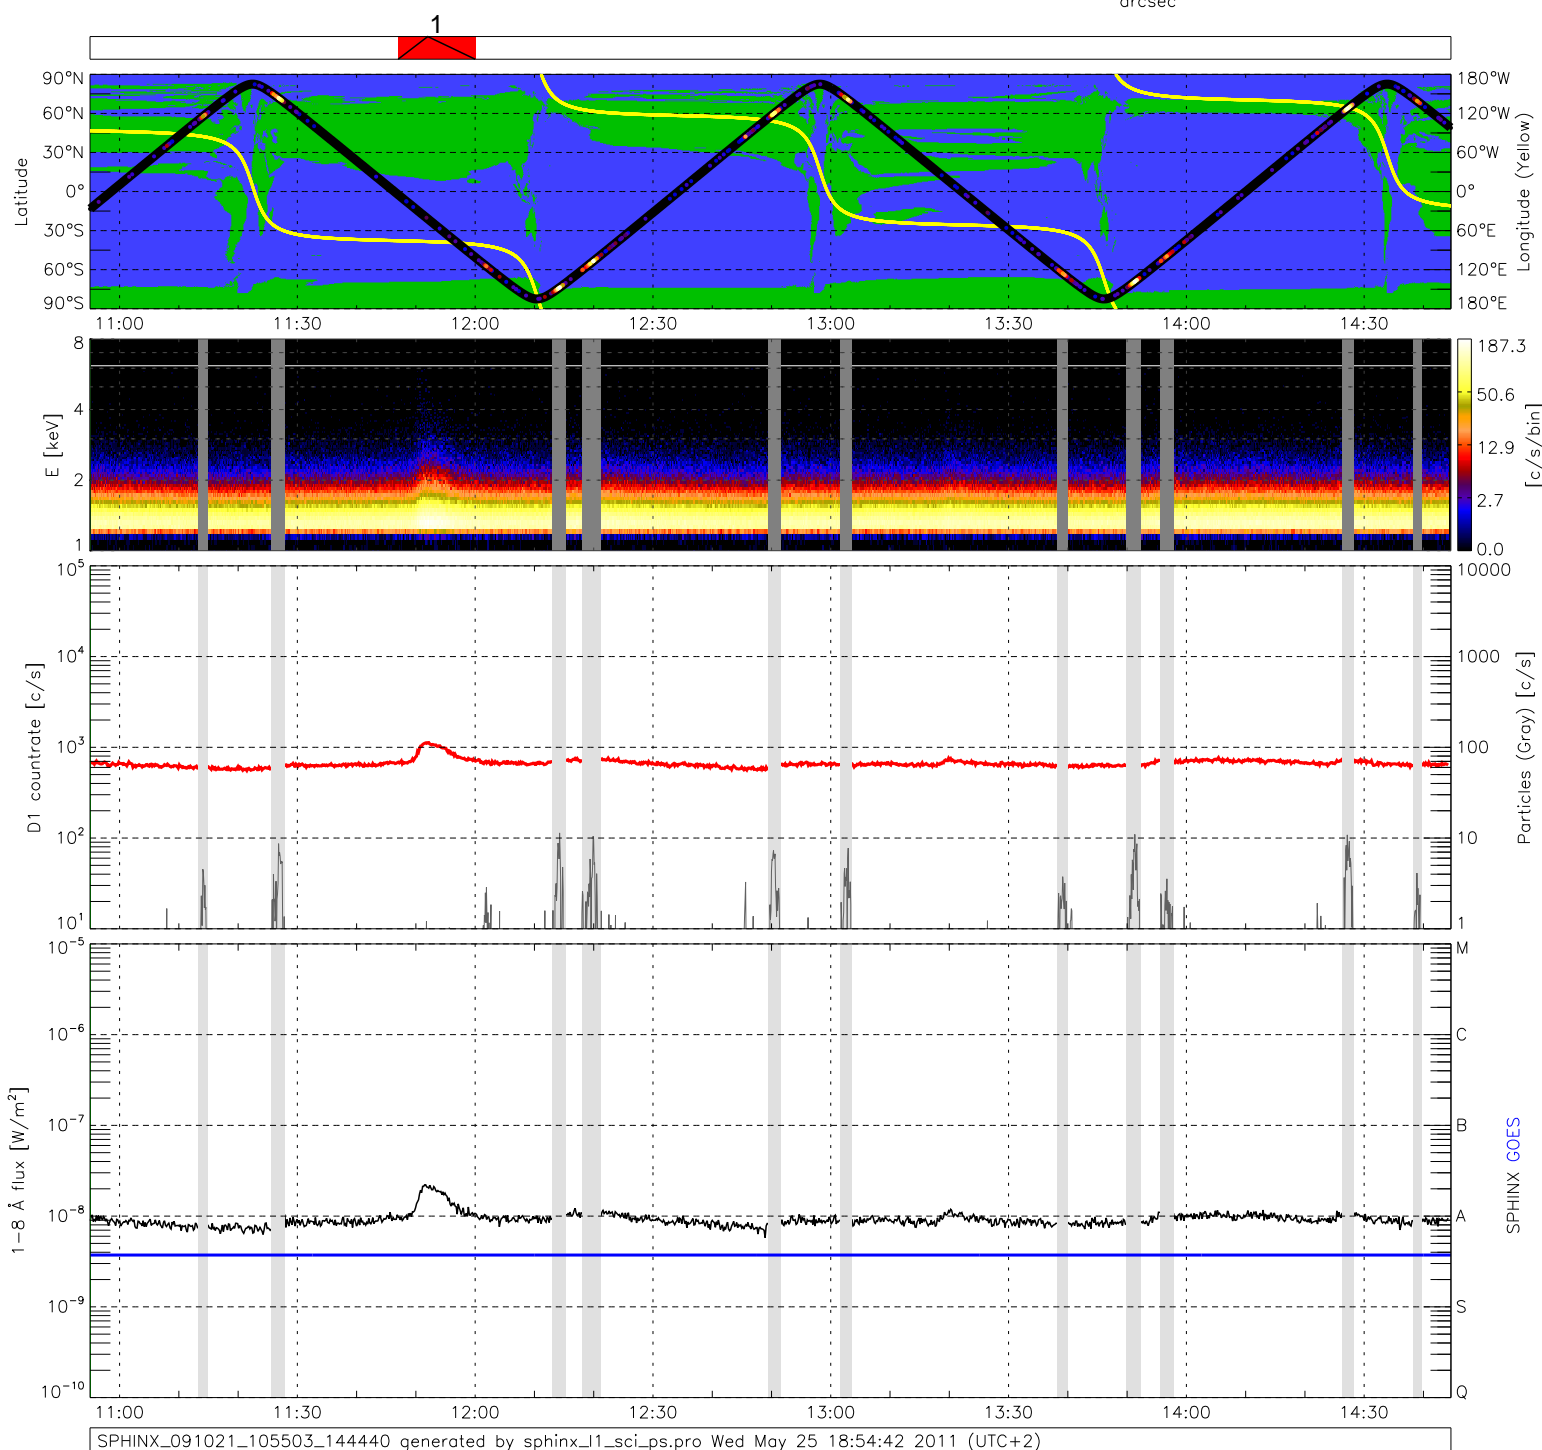 arcsec
1
90°N 180°W
60°N 120°W
30°N 60°W
0° 0°
30°S 60°E
60°S 120°E
90°S 180°E
Latitude
Longitude (Yellow)
11:00 11:30 12:00 12:30 13:00 13:30 14:00 14:30
8
4
2
1
E [keV]
187.3
50.6
12.9
2.7
0.0
[c/s/bin]
10^5 10000
10^4 1000
10^3 100
10^2 10
10^1 1
D1 countrate [c/s]
Particles (Gray) [c/s]
10^-5 M
10^-6 C
10^-7 B
10^-8 A
10^-9 S
10^-10 Q
1-8 Å flux [W/m^2]
SPHINX GOES
11:00 11:30 12:00 12:30 13:00 13:30 14:00 14:30
SPHINX_091021_105503_144440 generated by sphinx_l1_sci_ps.pro Wed May 25 18:54:42 2011 (UTC+2)